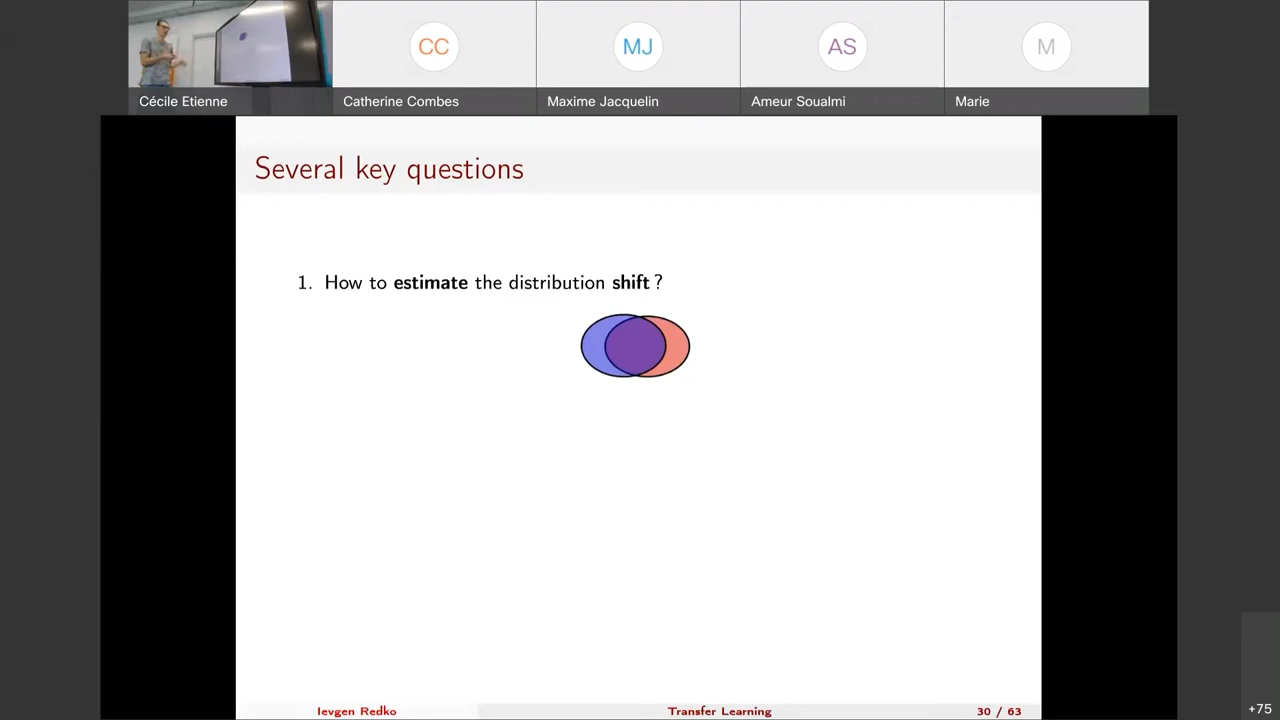 CC
MJ
AS
M
Cécile Etienne
Catherine Combes
Maxime Jacquelin
Ameur Soualmi
Marie
Several key questions
1. How to estimate the distribution shift ?
Ievgen Redko
Transfer Learning
30 / 63
+75